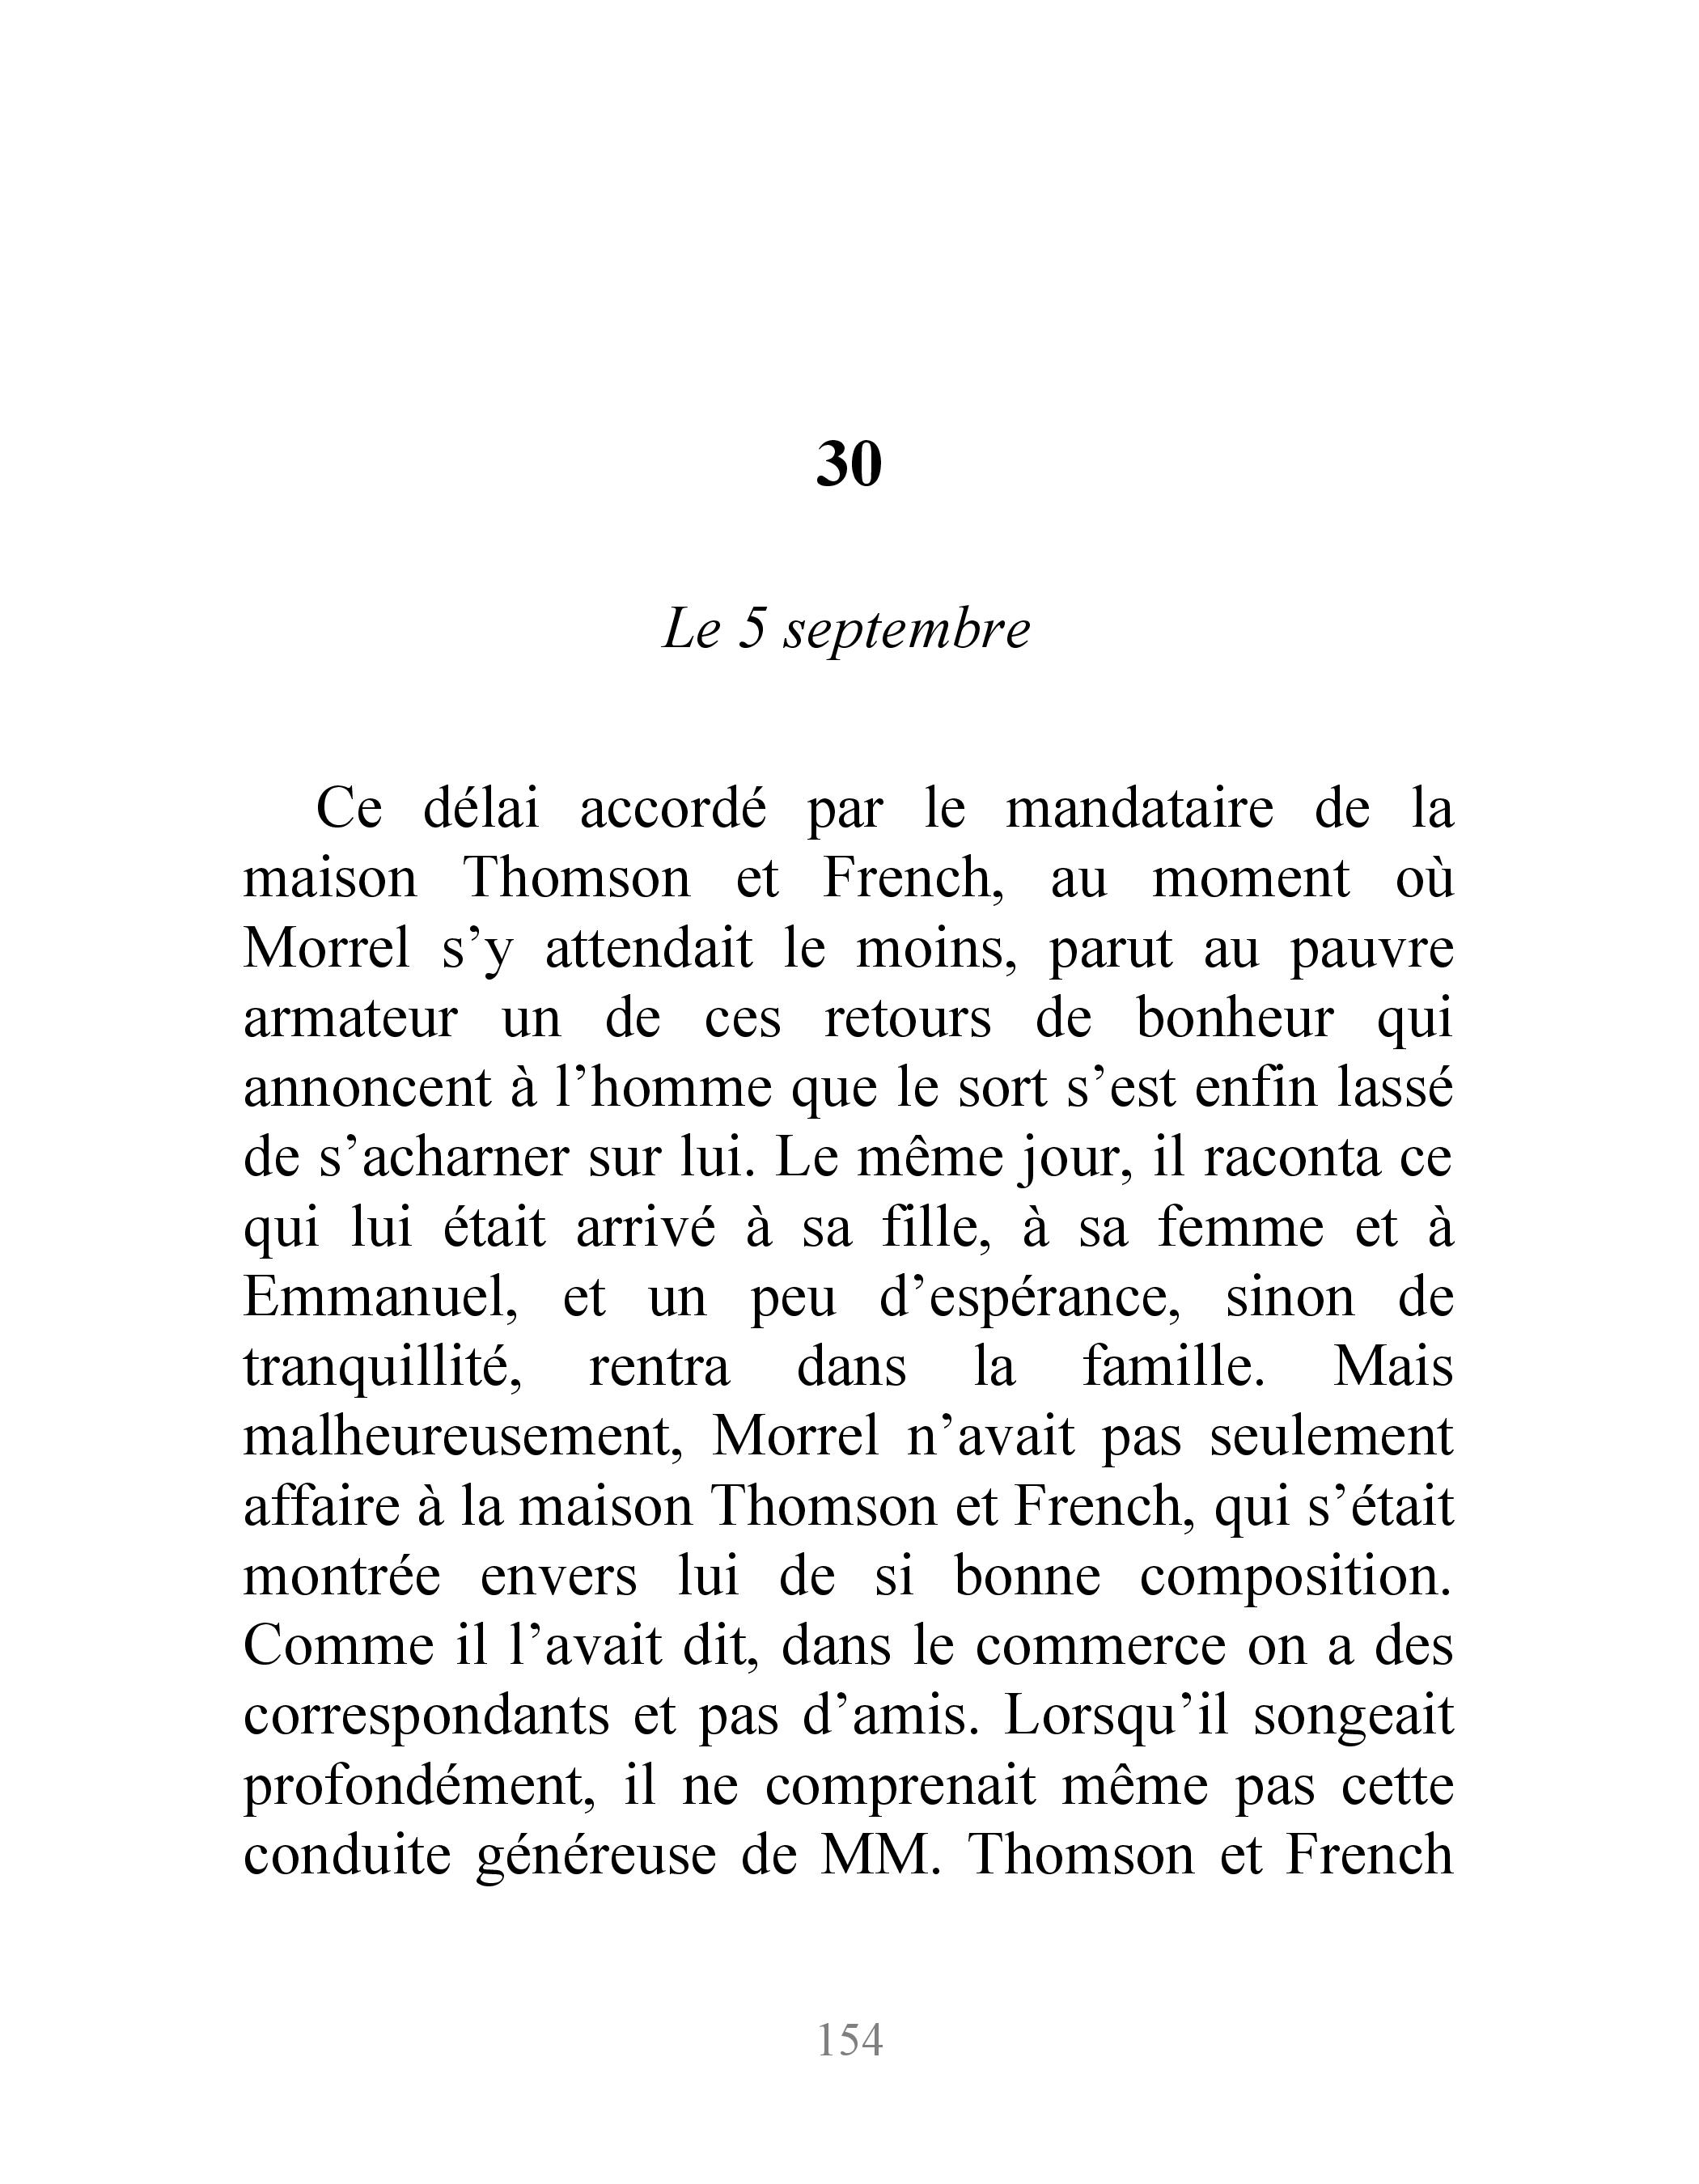 30
Le 5 septembre
Ce délai accordé par le mandataire de la
maison Thomson et French, au moment où
Morrel s’y attendait le moins, parut au pauvre
armateur un de ces retours de bonheur qui
annoncent à l’homme que le sort s’est enfin lassé
de s’acharner sur lui. Le même jour, il raconta ce
qui lui était arrivé à sa fille, à sa femme et à
Emmanuel, et un peu d’espérance, sinon de
tranquillité, rentra dans la famille. Mais
malheureusement, Morrel n’avait pas seulement
affaire à la maison Thomson et French, qui s’était
montrée envers lui de si bonne composition.
Comme il l’avait dit, dans le commerce on a des
correspondants et pas d’amis. Lorsqu’il songeait
profondément, il ne comprenait même pas cette
conduite généreuse de MM. Thomson et French
154